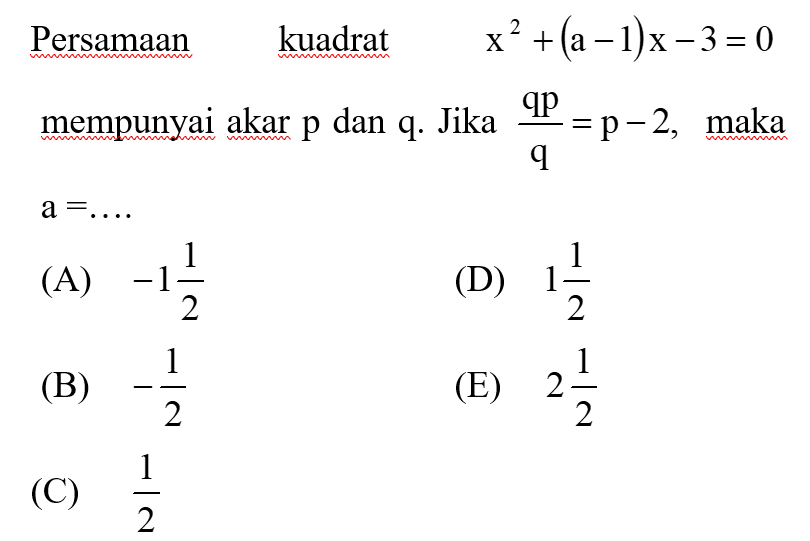 Persamaan kuadrat x² + (a − 1)x − 3 = 0
mempunyai akar p dan q. Jika qp/q = p − 2, maka
a =….
(A) −1 1/2 (D) 1 1/2
(B) −1/2 (E) 2 1/2
(C) 1/2